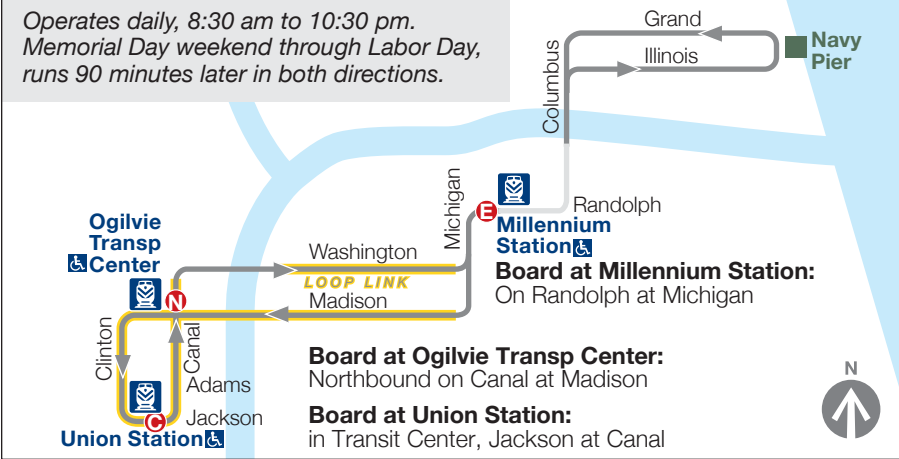 Operates daily, 8:30 am to 10:30 pm.
Memorial Day weekend through Labor Day,
runs 90 minutes later in both directions.
Grand
Navy
Pier
Illinois
Columbus
Michigan
E
Randolph
Millennium
Station
Ogilvie
Transp
Center
Washington
LOOP LINK
Madison
N
Board at Millennium Station:
On Randolph at Michigan
Clinton
Canal
Adams
Jackson
C
Union Station
Board at Ogilvie Transp Center:
Northbound on Canal at Madison
Board at Union Station:
in Transit Center, Jackson at Canal
N